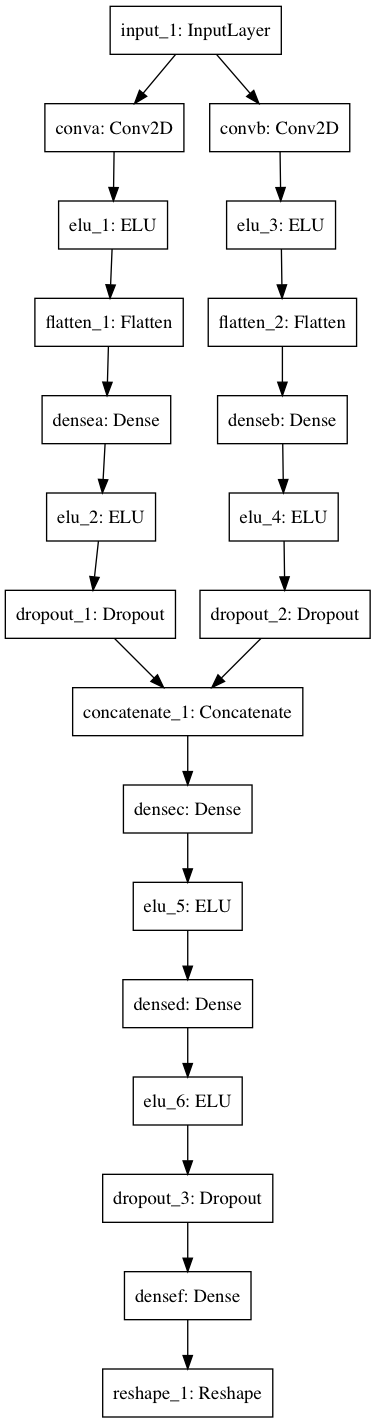 input_1: InputLayer
conva: Conv2D
convb: Conv2D
elu_1: ELU
elu_3: ELU
flatten_1: Flatten
flatten_2: Flatten
densea: Dense
denseb: Dense
elu_2: ELU
elu_4: ELU
dropout_1: Dropout
dropout_2: Dropout
concatenate_1: Concatenate
densec: Dense
elu_5: ELU
densed: Dense
elu_6: ELU
dropout_3: Dropout
densef: Dense
reshape_1: Reshape